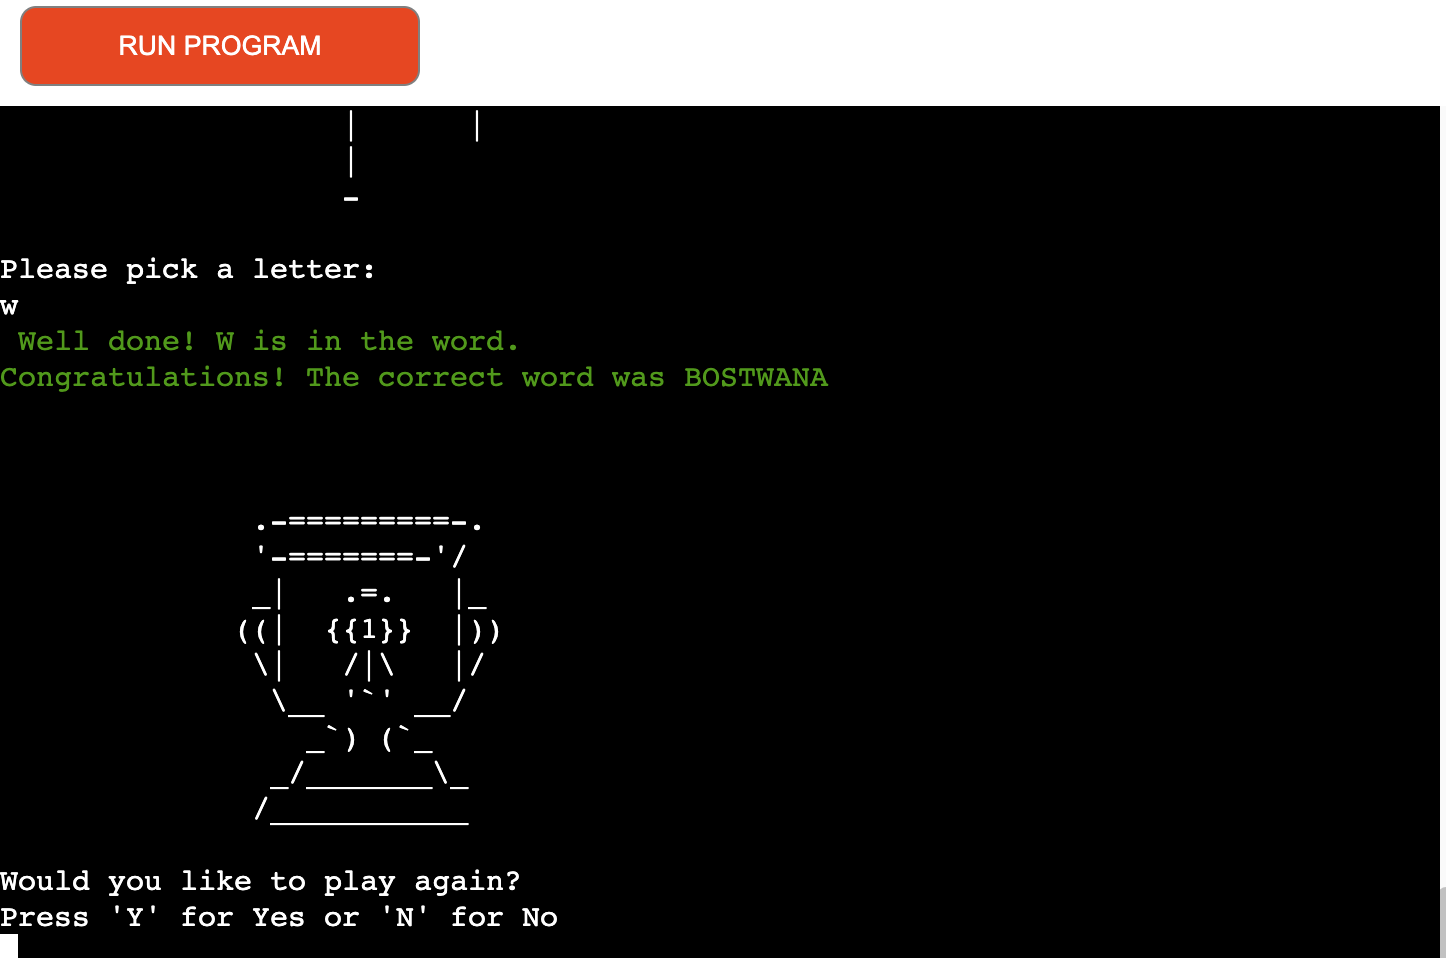 RUN PROGRAM
Please pick a letter:
w
Well done! W is in the word.
Congratulations! The correct word was BOSTWANA
.-=========-.
'-=======-'/
_|   .=.   |_
((|  {{1}}  |))
\|   /|\   |/
\__ '`' __/
_`) (`_
_/_______\_
/___________
Would you like to play again?
Press 'Y' for Yes or 'N' for No